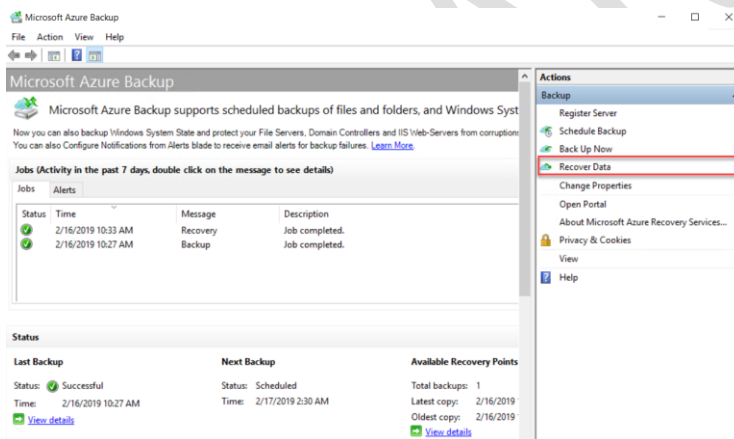 Microsoft Azure Backup
File Action View Help
Microsoft Azure Backup
Microsoft Azure Backup supports scheduled backups of files and folders, and Windows Syst
Now you can also backup Windows System State and protect your File Servers, Domain Controllers and IIS Web-Servers from corruptions
You can also Configure Notifications from Alerts blade to receive email alerts for backup failures. Learn More.
Jobs (Activity in the past 7 days, double click on the message to see details)
Jobs Alerts
Status Time Message Description
2/16/2019 10:33 AM Recovery Job completed.
2/16/2019 10:27 AM Backup Job completed.
Status
Last Backup Next Backup Available Recovery Points
Status: Successful Status: Scheduled Total backups: 1
Time: 2/16/2019 10:27 AM Time: 2/17/2019 2:30 AM Latest copy: 2/16/2019
Oldest copy: 2/16/2019
View details View details
Actions
Backup
Register Server
Schedule Backup
Back Up Now
Recover Data
Change Properties
Open Portal
About Microsoft Azure Recovery Services...
Privacy & Cookies
View
Help